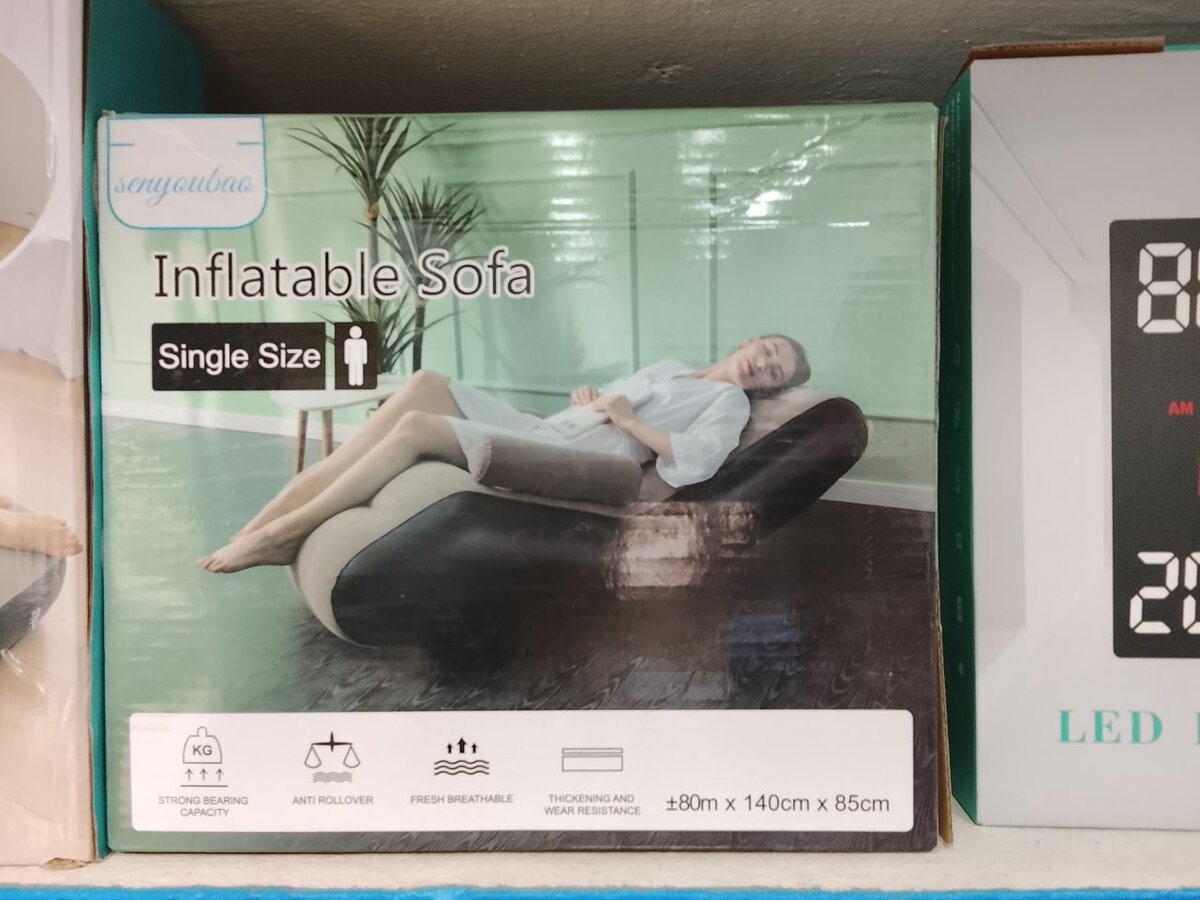 senyoubao
Inflatable Sofa
Single Size
KG
STRONG BEARING
CAPACITY
ANTI ROLLOVER
FRESH BREATHABLE
THICKENING AND
WEAR RESISTANCE
±80m x 140cm x 85cm
AM
LED